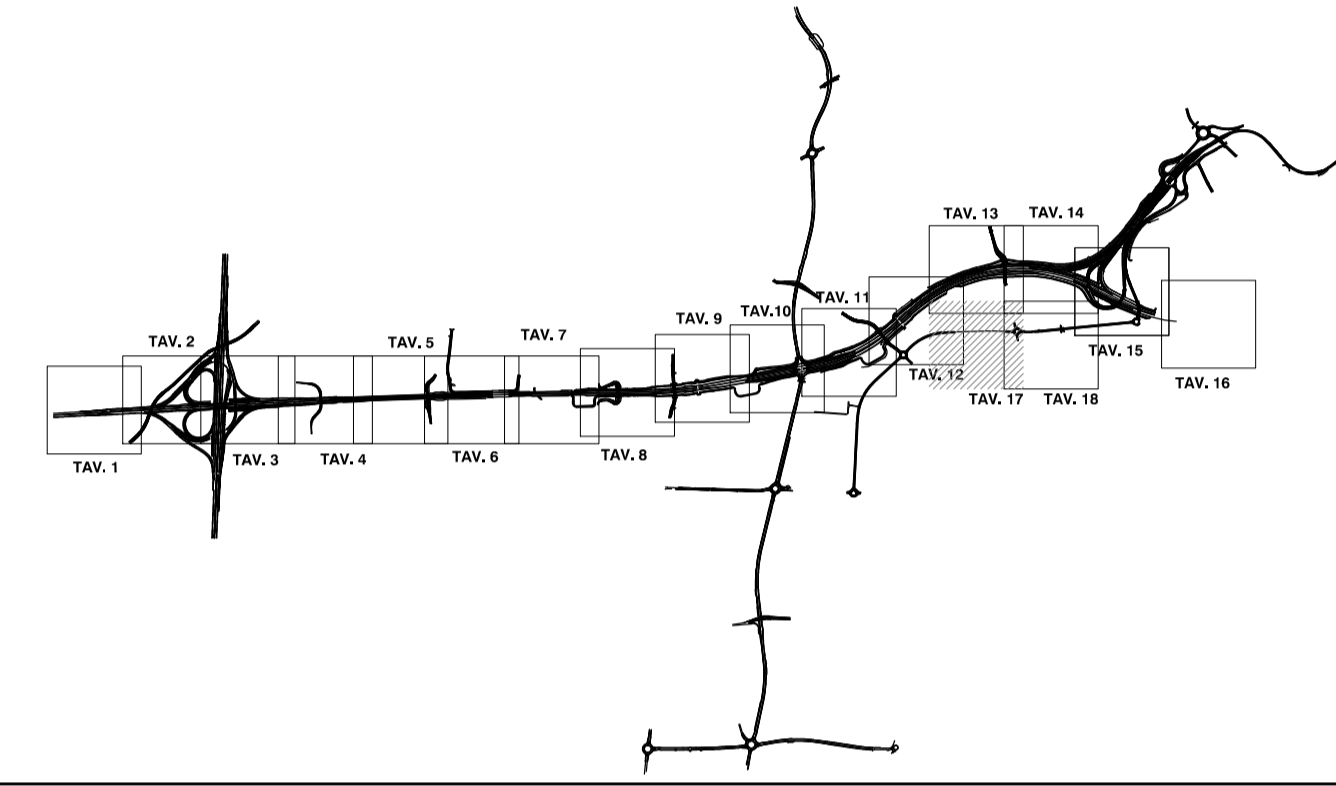 TAV. 13
TAV. 14
TAV. 11
TAV.10
TAV. 9
TAV. 7
TAV. 5
TAV. 2
TAV. 15
TAV. 12
TAV. 16
TAV. 17
TAV. 18
TAV. 8
TAV. 6
TAV. 4
TAV. 3
TAV. 1